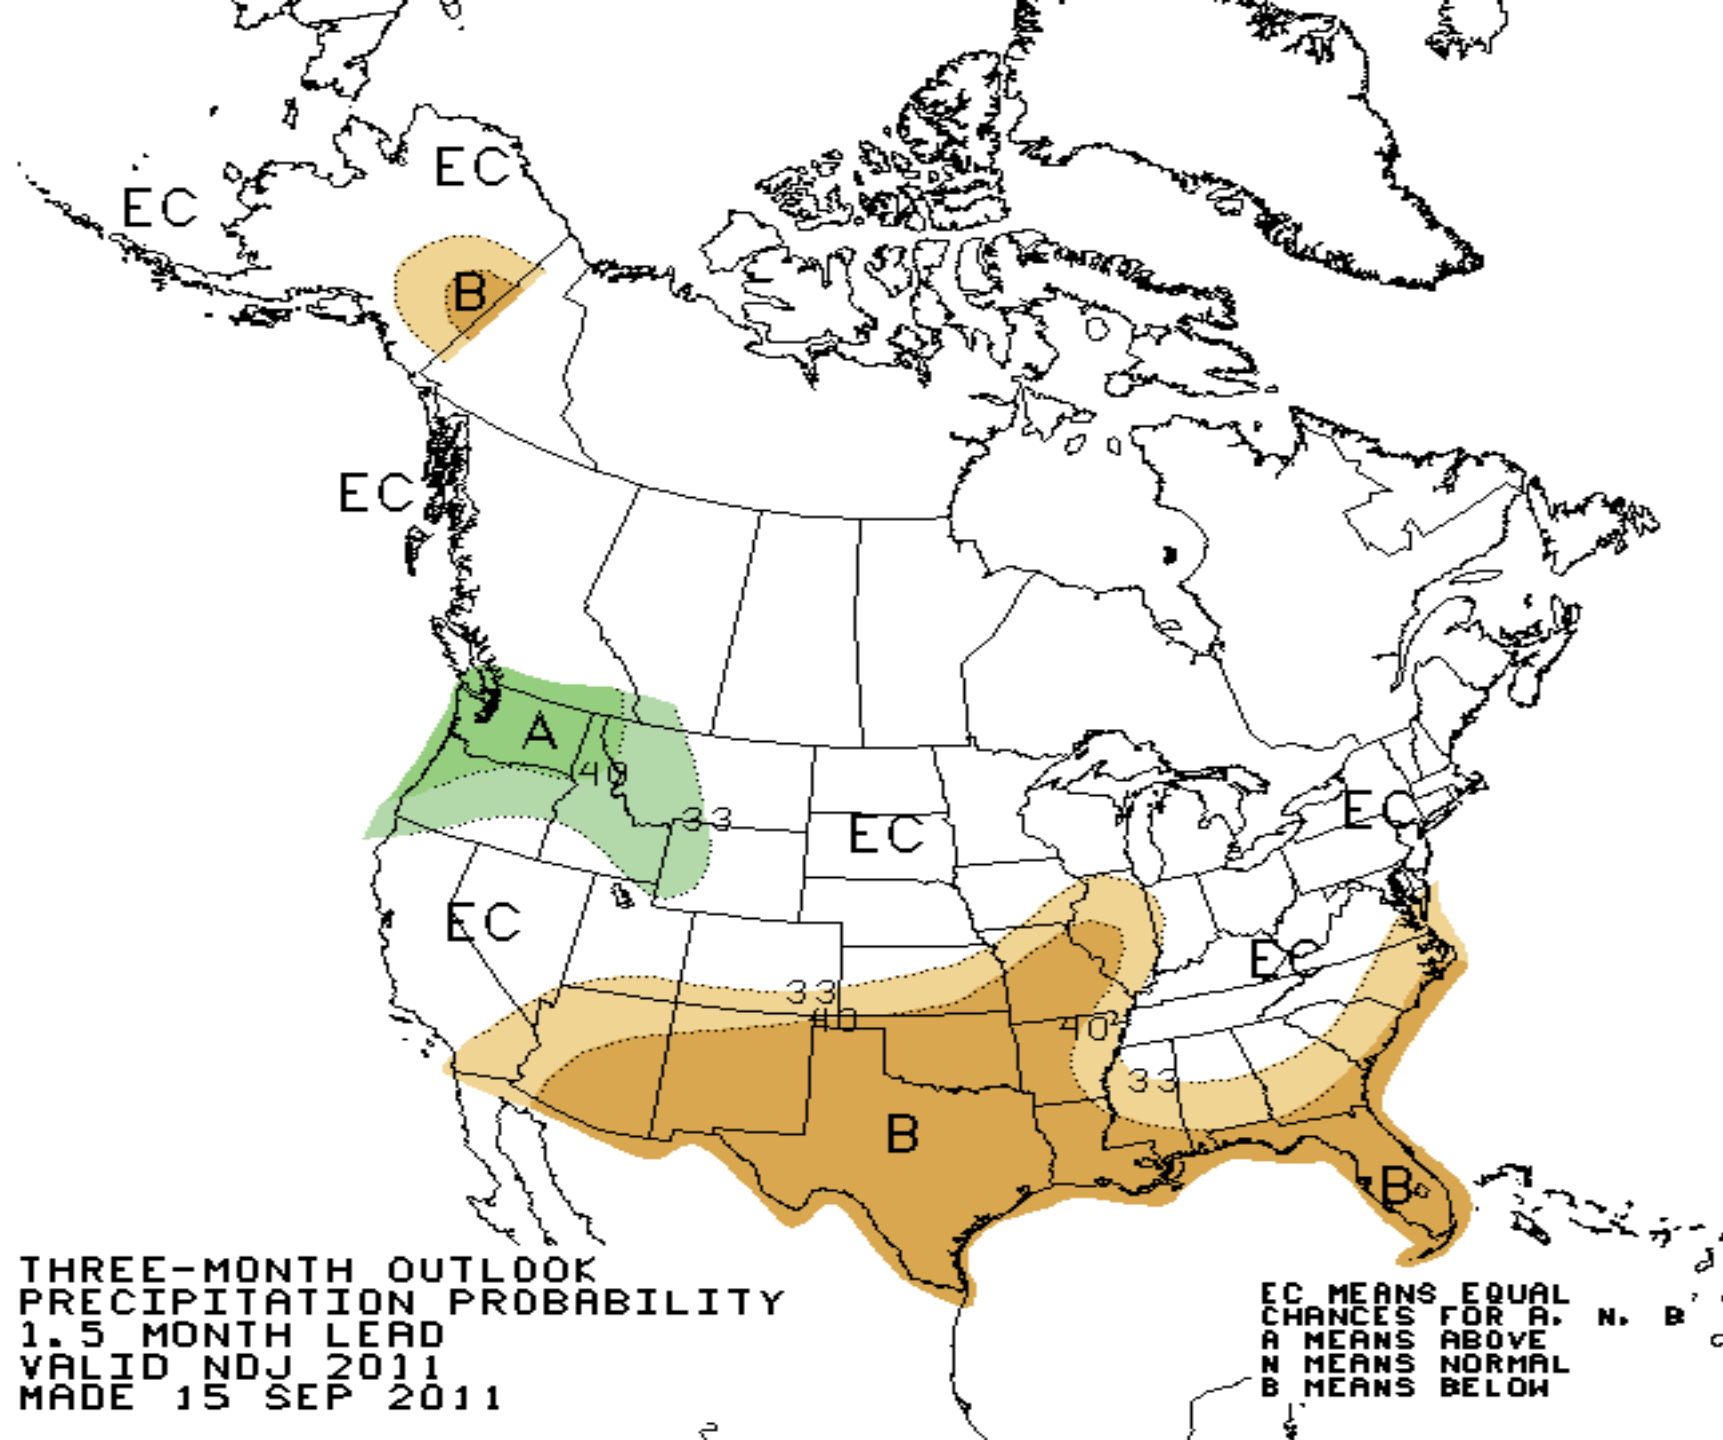 EC
EC
B
EC
A
40
33
EC
EC
EC
EC
33
40
40
33
B
B
THREE-MONTH OUTLOOK
PRECIPITATION PROBABILITY
1.5 MONTH LEAD
VALID NDJ 2011
MADE 15 SEP 2011
EC MEANS EQUAL
CHANCES FOR A, N, B
A MEANS ABOVE
N MEANS NORMAL
B MEANS BELOW